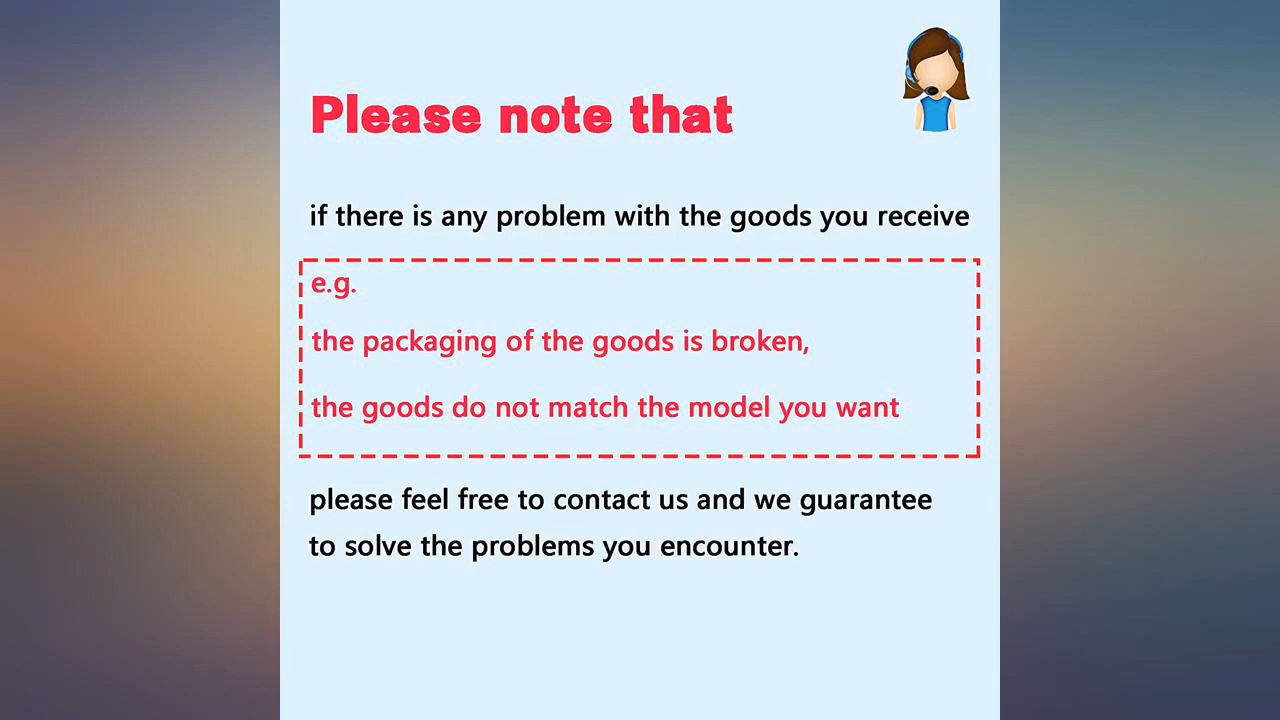 Please note that
if there is any problem with the goods you receive
e.g.
the packaging of the goods is broken,
the goods do not match the model you want
please feel free to contact us and we guarantee
to solve the problems you encounter.